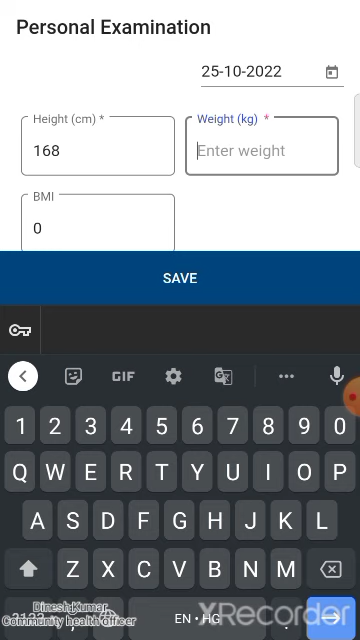 Personal Examination
25-10-2022
Height (cm) *
Weight (kg) *
168
Enter weight
BMI
0
SAVE
GIF
1 2 3 4 5 6 7 8 9 0
Q W E R T Y U I O P
A S D F G H J K L
Z X C V B N M
Dinesh Kumar
Community health officer
EN • HG
XRecorder